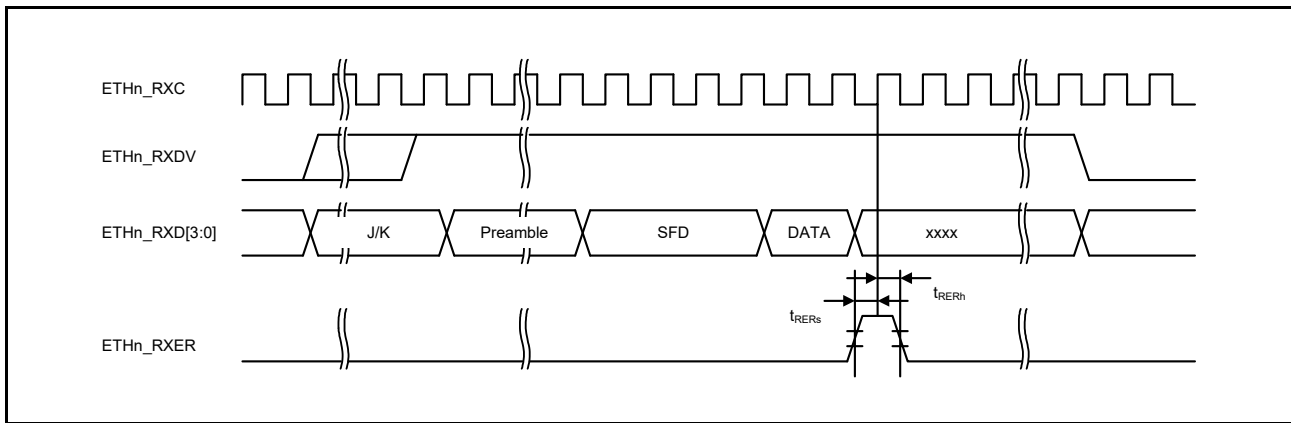 ETHn_RXC
ETHn_RXDV
ETHn_RXD[3:0]
J/K
Preamble
SFD
DATA
xxxx
tRERh
tRERs
ETHn_RXER